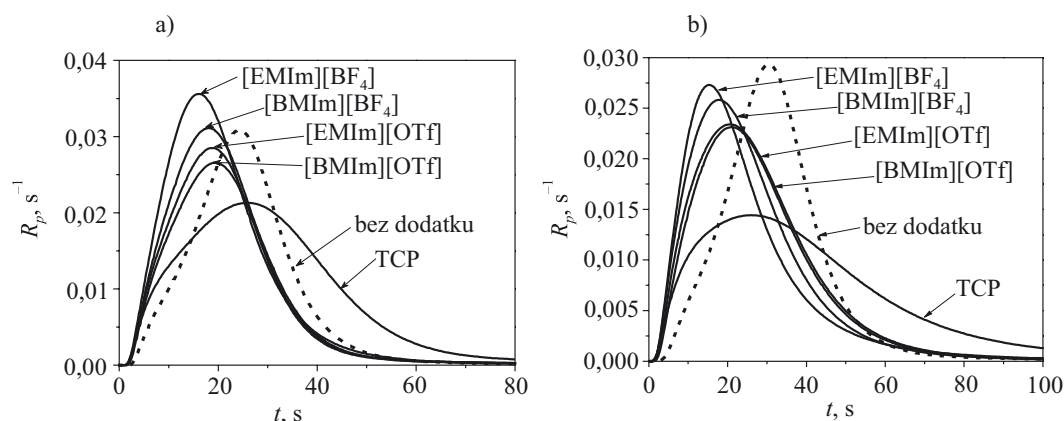 a)
0,04
0,03
0,02
0,01
0,00
R_p, s⁻¹
[EMIm][BF₄]
[BMIm][BF₄]
[EMIm][OTf]
[BMIm][OTf]
bez dodatku
TCP
0 20 40 60 80
t, s
b)
0,030
0,025
0,020
0,015
0,010
0,005
0,000
R_p, s⁻¹
[EMIm][BF₄]
[BMIm][BF₄]
[EMIm][OTf]
[BMIm][OTf]
bez dodatku
TCP
0 20 40 60 80 100
t, s